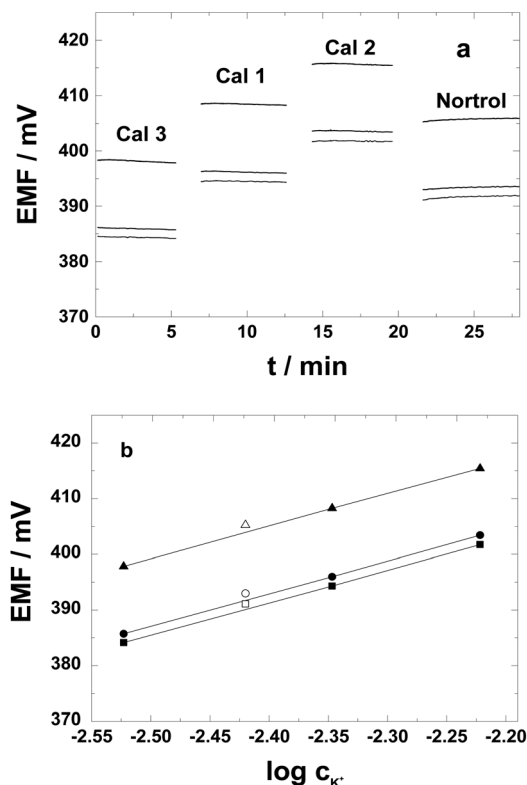 420
a
Cal 2
410
Cal 1
Nortrol
Cal 3
400
390
380
370
EMF / mV
0 5 10 15 20 25
t / min
b
420
410
400
390
380
370
EMF / mV
-2.55 -2.50 -2.45 -2.40 -2.35 -2.30 -2.25 -2.20
log c_K⁺